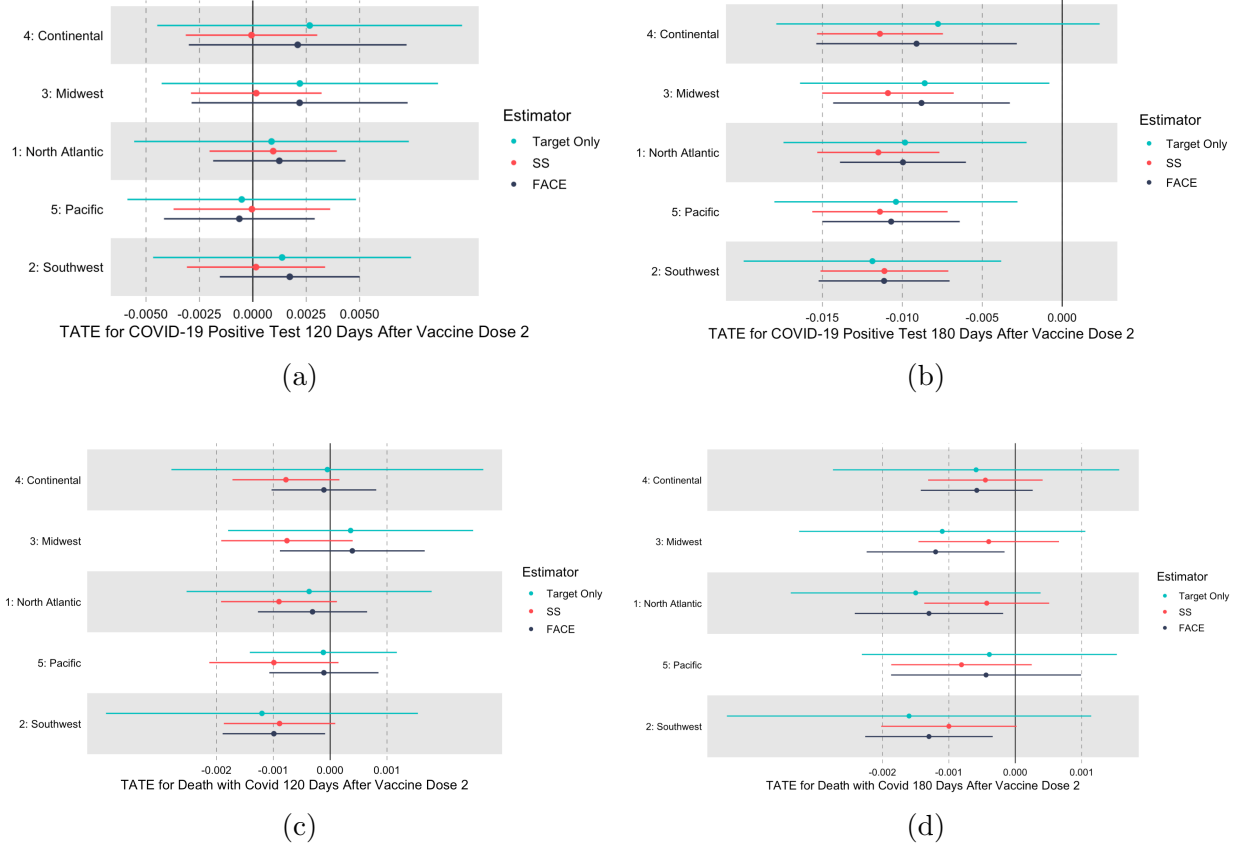 4: Continental
3: Midwest
1: North Atlantic
5: Pacific
2: Southwest
-0.0050 -0.0025 0.0000 0.0025 0.0050
TATE for COVID-19 Positive Test 120 Days After Vaccine Dose 2
Estimator
Target Only
SS
FACE
(a)
4: Continental
3: Midwest
1: North Atlantic
5: Pacific
2: Southwest
-0.015 -0.010 -0.005 0.000
TATE for COVID-19 Positive Test 180 Days After Vaccine Dose 2
Estimator
Target Only
SS
FACE
(b)
4: Continental
3: Midwest
1: North Atlantic
5: Pacific
2: Southwest
-0.002 -0.001 0.000 0.001
TATE for Death with Covid 120 Days After Vaccine Dose 2
Estimator
Target Only
SS
FACE
(c)
4: Continental
3: Midwest
1: North Atlantic
5: Pacific
2: Southwest
-0.002 -0.001 0.000 0.001
TATE for Death with Covid 180 Days After Vaccine Dose 2
Estimator
Target Only
SS
FACE
(d)